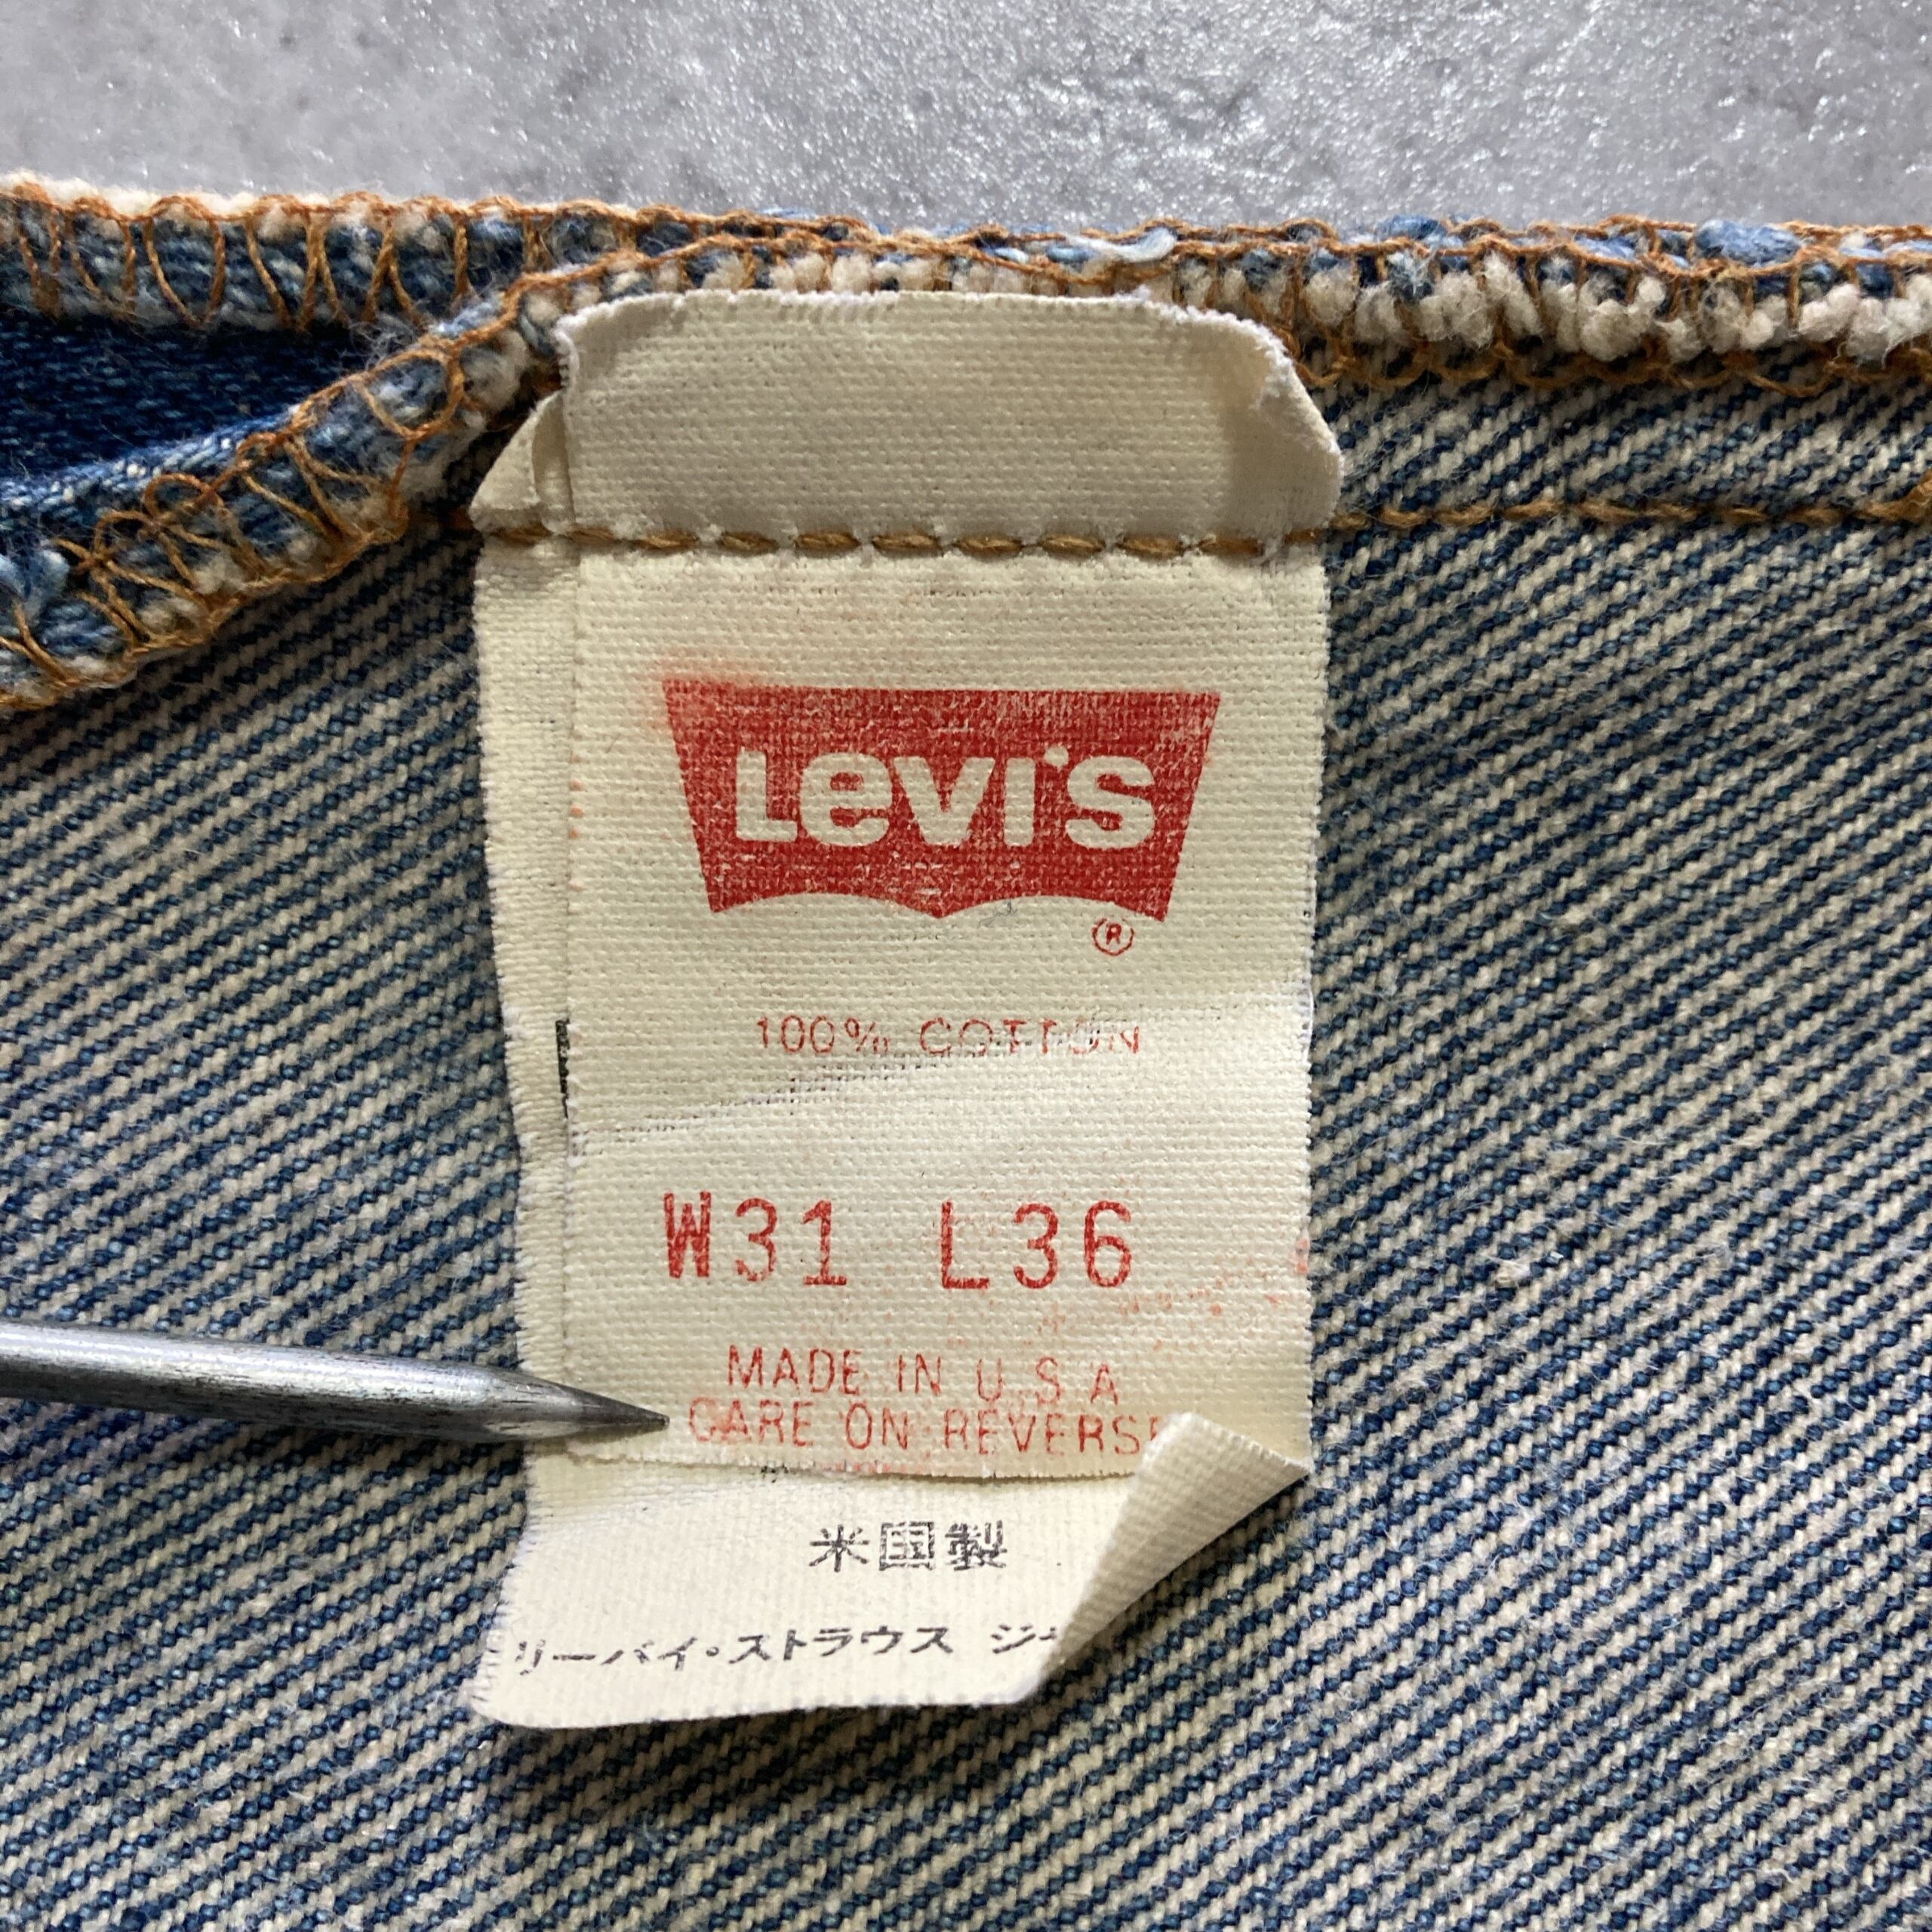 Levi's
®
100% COTTON
W31 L36
MADE IN U.S.A
CARE ON REVERSE
米国製
リーバイ・ストラウス